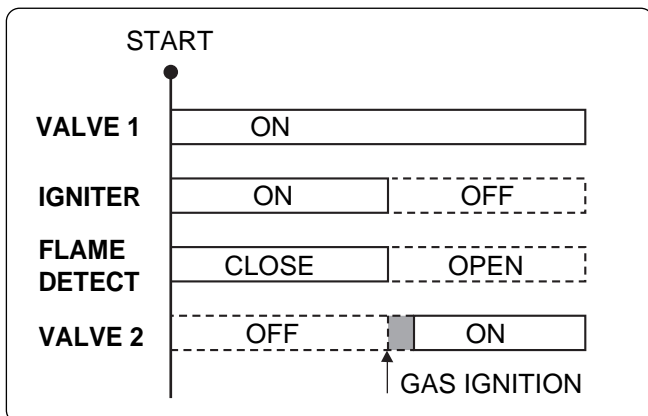 START
VALVE 1 ON
IGNITER ON OFF
FLAME
DETECT CLOSE OPEN
VALVE 2 OFF ON
GAS IGNITION